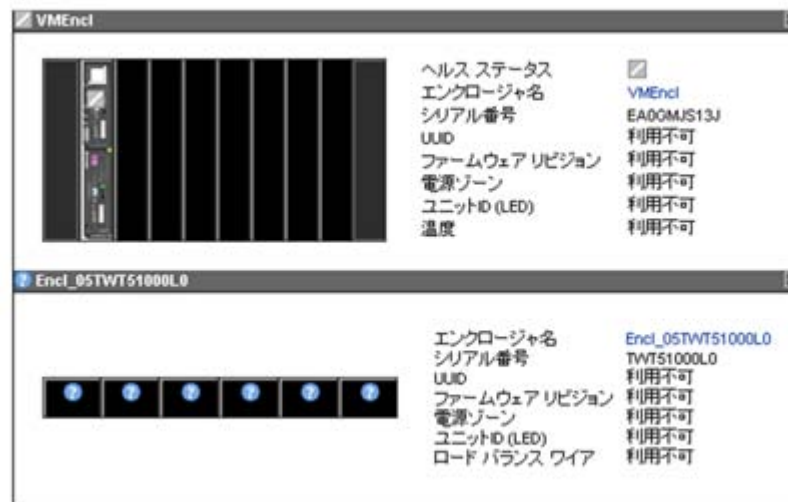 VMEncl
ヘルス ステータス
エンクロージャ名 VMEncl
シリアル番号 EA0GMJS13J
UUID 利用不可
ファームウェア リビジョン 利用不可
電源ゾーン 利用不可
ユニットID (LED) 利用不可
温度 利用不可
Encl_05TWT51000L0
エンクロージャ名 Encl_05TWT51000L0
シリアル番号 TWT51000L0
UUID 利用不可
ファームウェア リビジョン 利用不可
電源ゾーン 利用不可
ユニットID (LED) 利用不可
ロード バランス ワイア 利用不可